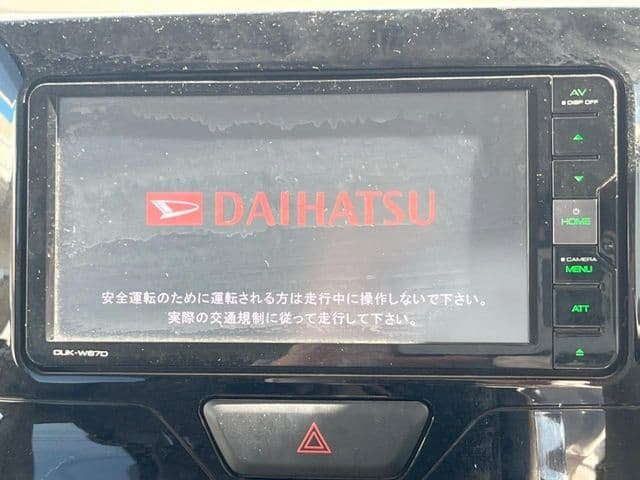 AV
DISP OFF
DAIHATSU
HOME
CAMERA
MENU
安全運転のために運転される方は走行中に操作しないで下さい。
実際の交通規制に従って走行して下さい。
ATT
DUK-W67D